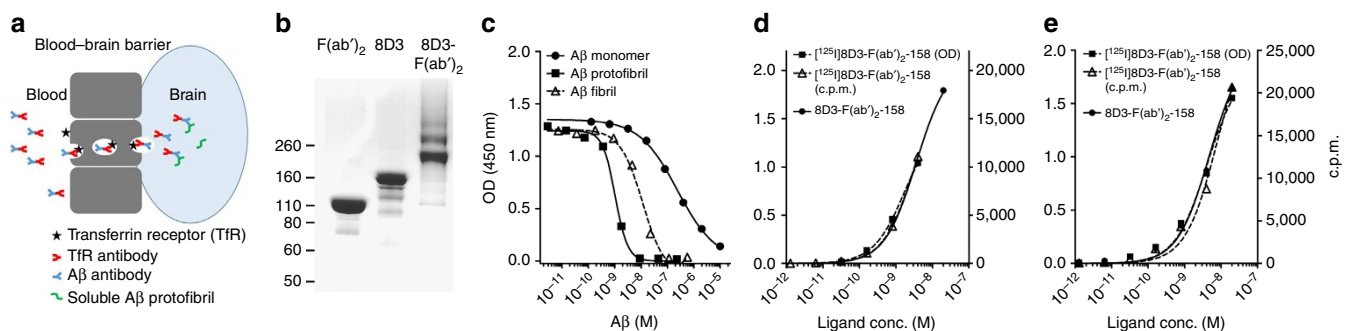 a
Blood–brain barrier
Blood
Brain
Transferrin receptor (TfR)
TfR antibody
Aβ antibody
Soluble Aβ protofibril
b
F(ab′)2 8D3 8D3-
F(ab′)2
260
160
110
80
60
50
c
2.0
1.5
1.0
0.5
0.0
OD (450 nm)
Aβ monomer
Aβ protofibril
Aβ fibril
10–11 10–10 10–9 10–8 10–7 10–6 10–5
Aβ (M)
d
2.0
1.5
1.0
0.5
0.0
[125I]8D3-F(ab')2-158 (OD)
[125I]8D3-F(ab')2-158
(c.p.m.)
8D3-F(ab')2-158
20,000
15,000
10,000
5,000
0
10–12 10–11 10–10 10–9 10–8 10–7
Ligand conc. (M)
e
2.0
1.5
1.0
0.5
0.0
[125I]8D3-F(ab')2-158 (OD)
[125I]8D3-F(ab')2-158
(c.p.m.)
8D3-F(ab')2-158
25,000
20,000
15,000
10,000
5,000
0
c.p.m.
10–12 10–11 10–10 10–9 10–8 10–7
Ligand conc. (M)